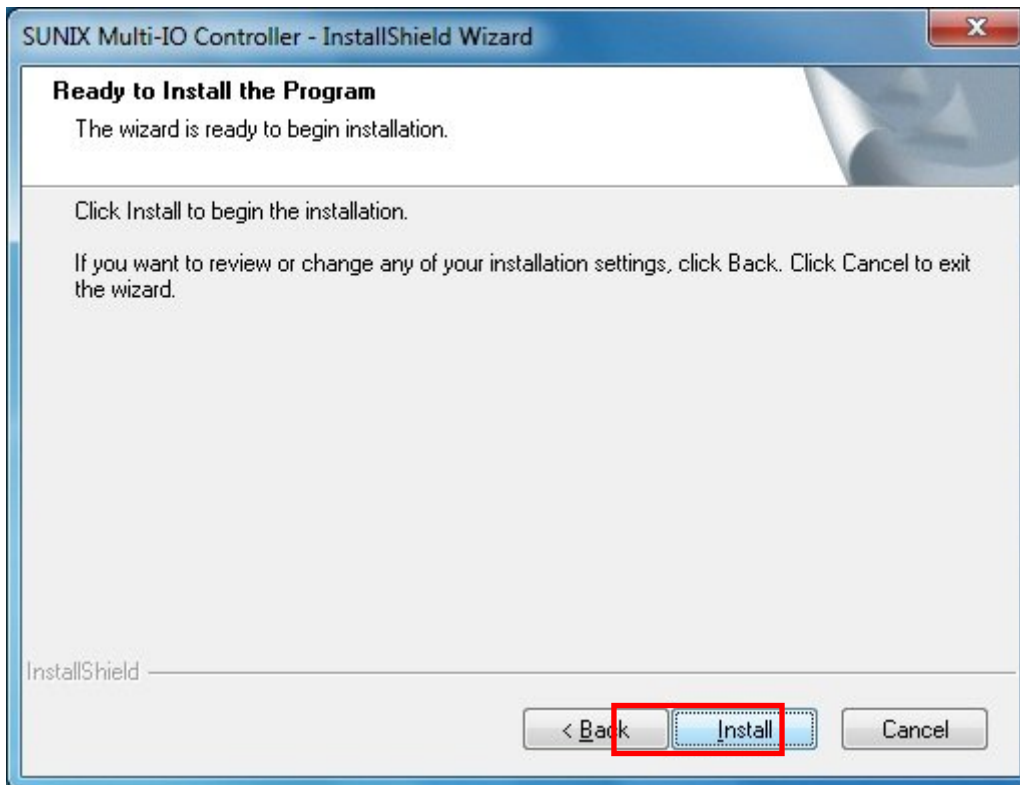 SUNIX Multi-IO Controller - InstallShield Wizard
Ready to Install the Program
The wizard is ready to begin installation.
Click Install to begin the installation.
If you want to review or change any of your installation settings, click Back. Click Cancel to exit
the wizard.
InstallShield
< Back Install Cancel